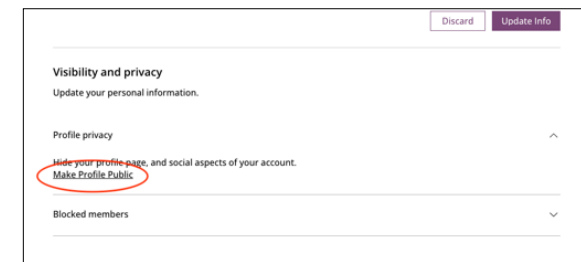 Discard
Update Info
Visibility and privacy
Update your personal information.
Profile privacy
Hide your profile page, and social aspects of your account.
Make Profile Public
Blocked members